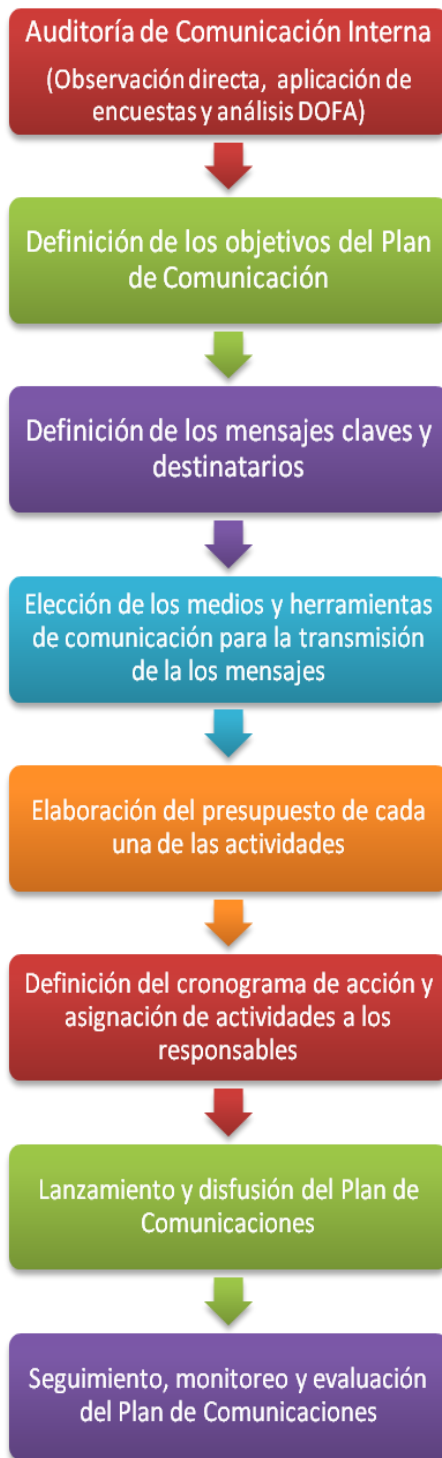 Auditoría de Comunicación Interna
(Observación directa, aplicación de
encuestas y análisis DOFA)
Definición de los objetivos del Plan
de Comunicación
Definición de los mensajes claves y
destinatarios
Elección de los medios y herramientas
de comunicación para la transmisión
de la los mensajes
Elaboración del presupuesto de cada
una de las actividades
Definición del cronograma de acción y
asignación de actividades a los
responsables
Lanzamiento y disfusión del Plan de
Comunicaciones
Seguimiento, monitoreo y evaluación
del Plan de Comunicaciones